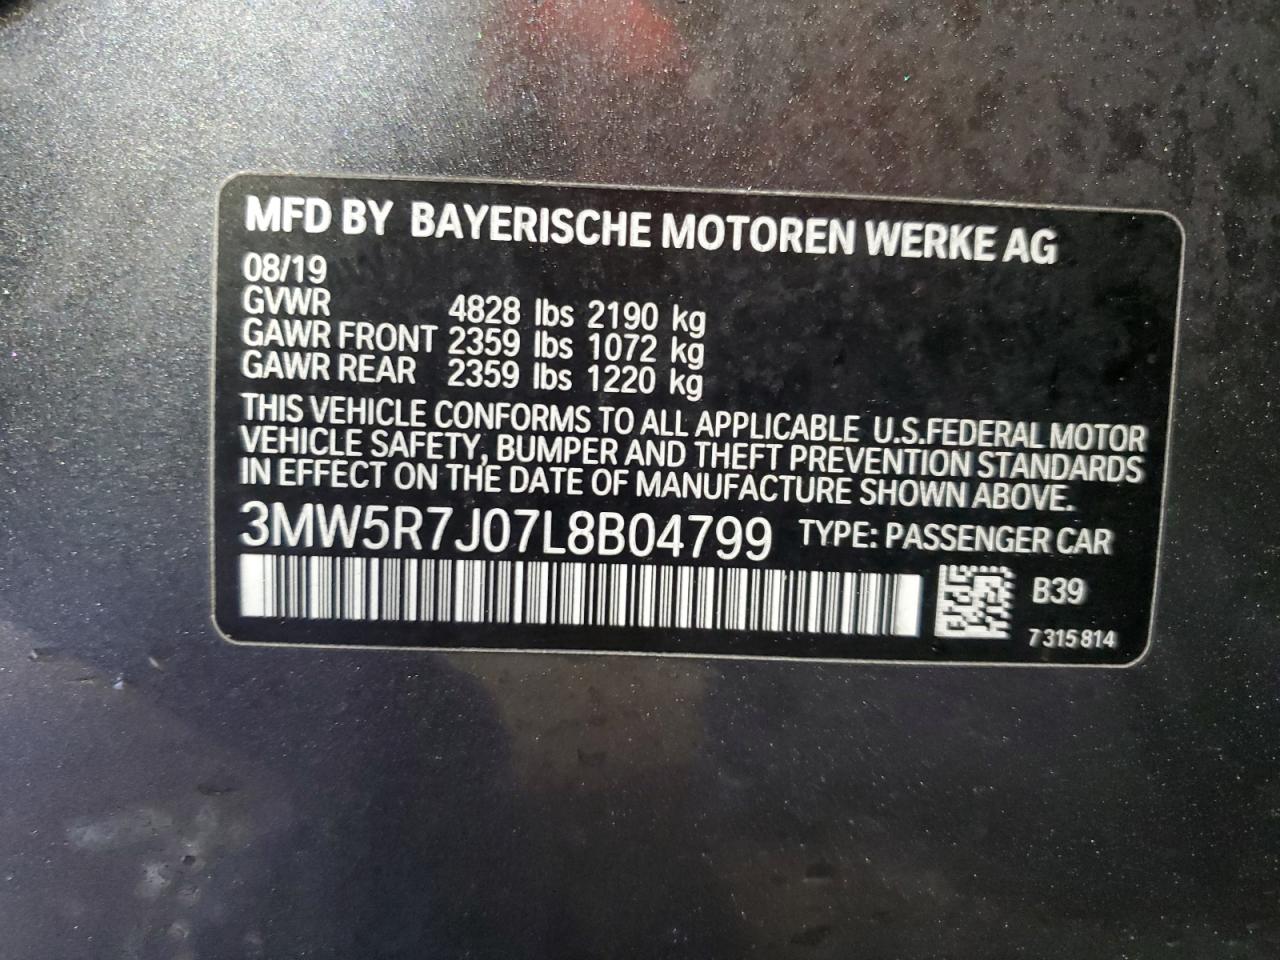 MFD BY BAYERISCHE MOTOREN WERKE AG
08/19
GVWR 4828 lbs 2190 kg
GAWR FRONT 2359 lbs 1072 kg
GAWR REAR 2359 lbs 1220 kg
THIS VEHICLE CONFORMS TO ALL APPLICABLE U.S.FEDERAL MOTOR
VEHICLE SAFETY, BUMPER AND THEFT PREVENTION STANDARDS
IN EFFECT ON THE DATE OF MANUFACTURE SHOWN ABOVE.
3MW5R7J07L8B04799 TYPE: PASSENGER CAR
B39
7 315 814